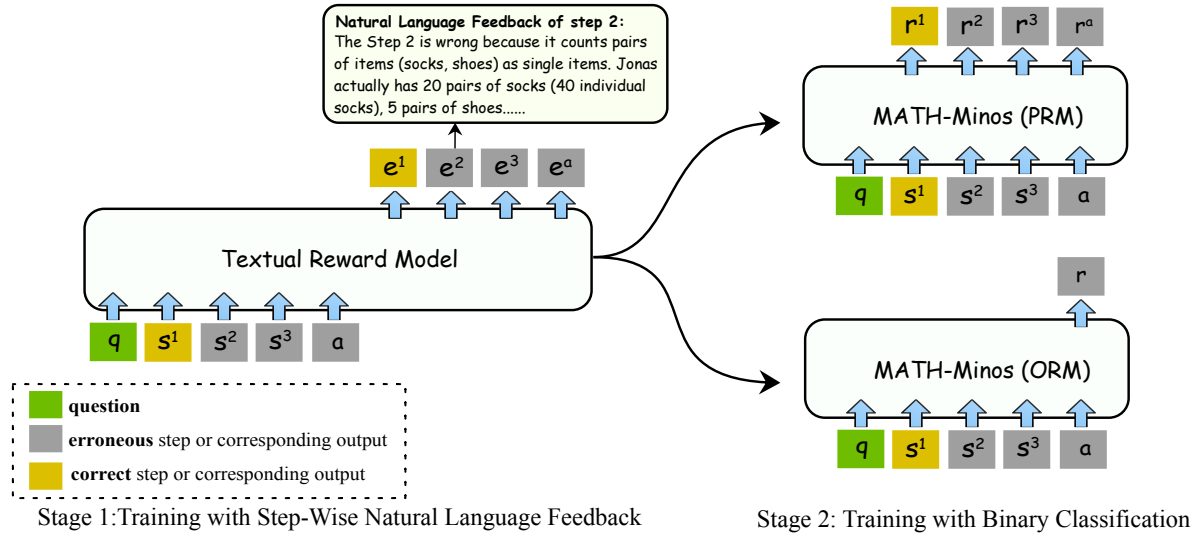 Natural Language Feedback of step 2:
The Step 2 is wrong because it counts pairs
of items (socks, shoes) as single items. Jonas
actually has 20 pairs of socks (40 individual
socks), 5 pairs of shoes......
e¹ e² e³ eᵃ
Textual Reward Model
q s¹ s² s³ a
question
erroneous step or corresponding output
correct step or corresponding output
Stage 1:Training with Step-Wise Natural Language Feedback
r¹ r² r³ rᵃ
MATH-Minos (PRM)
q s¹ s² s³ a
r
MATH-Minos (ORM)
q s¹ s² s³ a
Stage 2: Training with Binary Classification